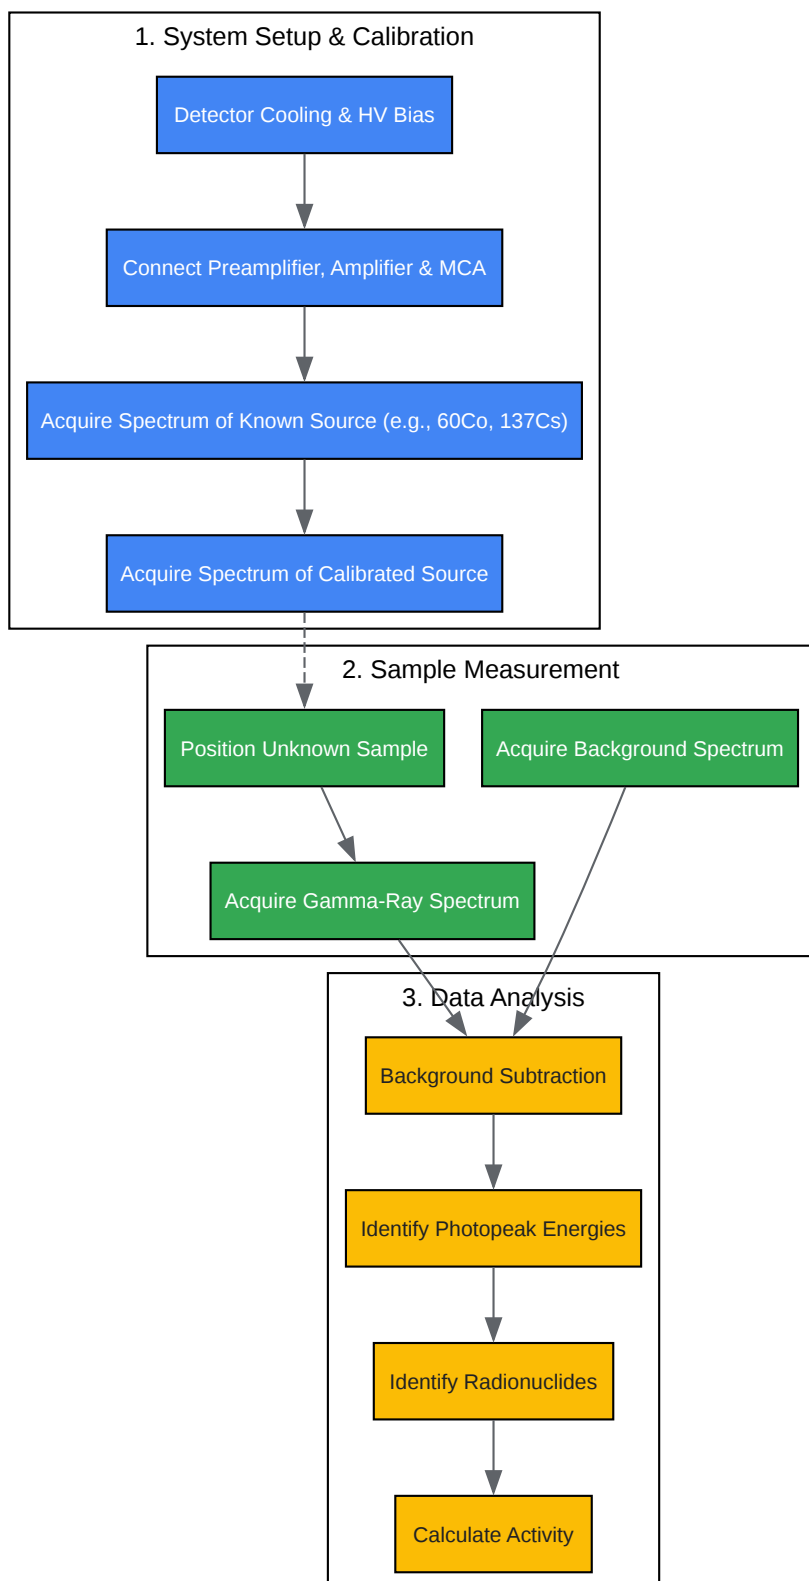 1. System Setup & Calibration
Detector Cooling & HV Bias
Connect Preamplifier, Amplifier & MCA
Acquire Spectrum of Known Source (e.g., 60Co, 137Cs)
Acquire Spectrum of Calibrated Source
2. Sample Measurement
Position Unknown Sample
Acquire Background Spectrum
Acquire Gamma-Ray Spectrum
3. Data Analysis
Background Subtraction
Identify Photopeak Energies
Identify Radionuclides
Calculate Activity